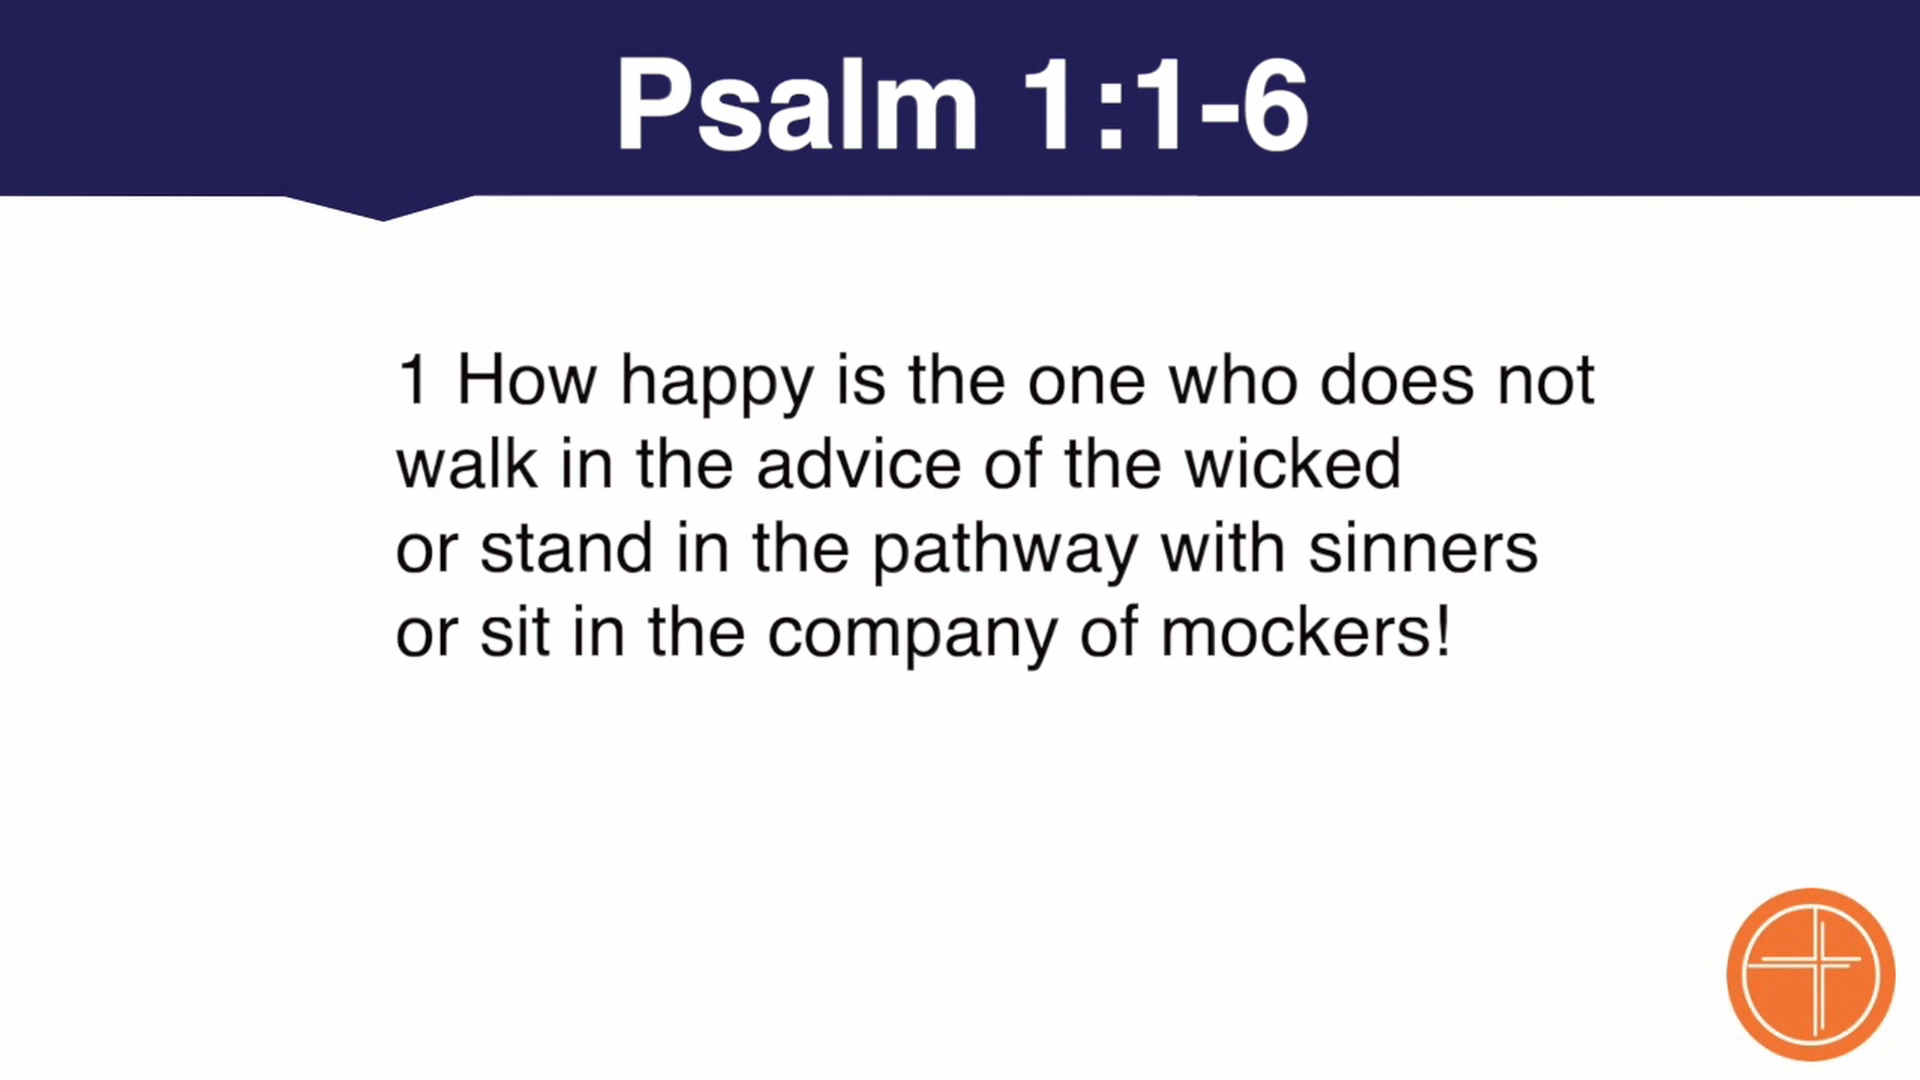 Psalm 1:1-6
1 How happy is the one who does not
walk in the advice of the wicked
or stand in the pathway with sinners
or sit in the company of mockers!